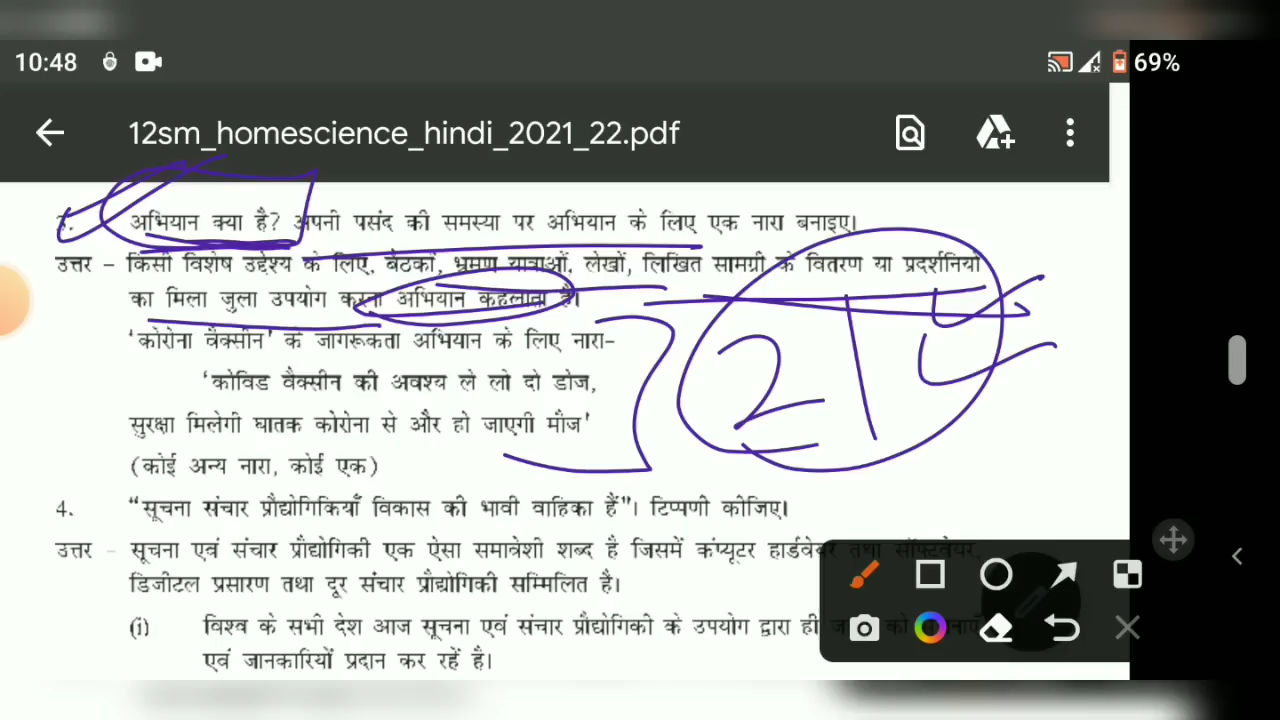 10:48
69%
12sm_homescience_hindi_2021_22.pdf
अभियान क्या है? अपनी पसंद की समस्या पर अभियान के लिए एक नारा बनाइए।
उत्तर - किसी विशेष उद्देश्य के लिए, बैठकों, भ्रमण यात्राओं, लेखों, लिखित सामग्री के वितरण या प्रदर्शनियों
का मिला जुला उपयोग करना अभियान कहलाता है।
'कोरोना वैक्सीन' के जागरूकता अभियान के लिए नारा-
'कोविड वैक्सीन की अवश्य ले लो दो डोज,
सुरक्षा मिलेगी घातक कोरोना से और हो जाएगी मौज'
(कोई अन्य नारा, कोई एक)
4. "सूचना संचार प्रौद्योगिकियाँ विकास की भावी वाहिका हैं"। टिप्पणी कीजिए।
उत्तर - सूचना एवं संचार प्रौद्योगिकी एक ऐसा समावेशी शब्द है जिसमें कंप्यूटर हार्डवेयर तथा सॉफ्टवेयर,
डिजीटल प्रसारण तथा दूर संचार प्रौद्योगिकी सम्मिलित हैं।
(i) विश्व के सभी देश आज सूचना एवं संचार प्रौद्योगिकी के उपयोग द्वारा ही
एवं जानकारियों प्रदान कर रहें है।